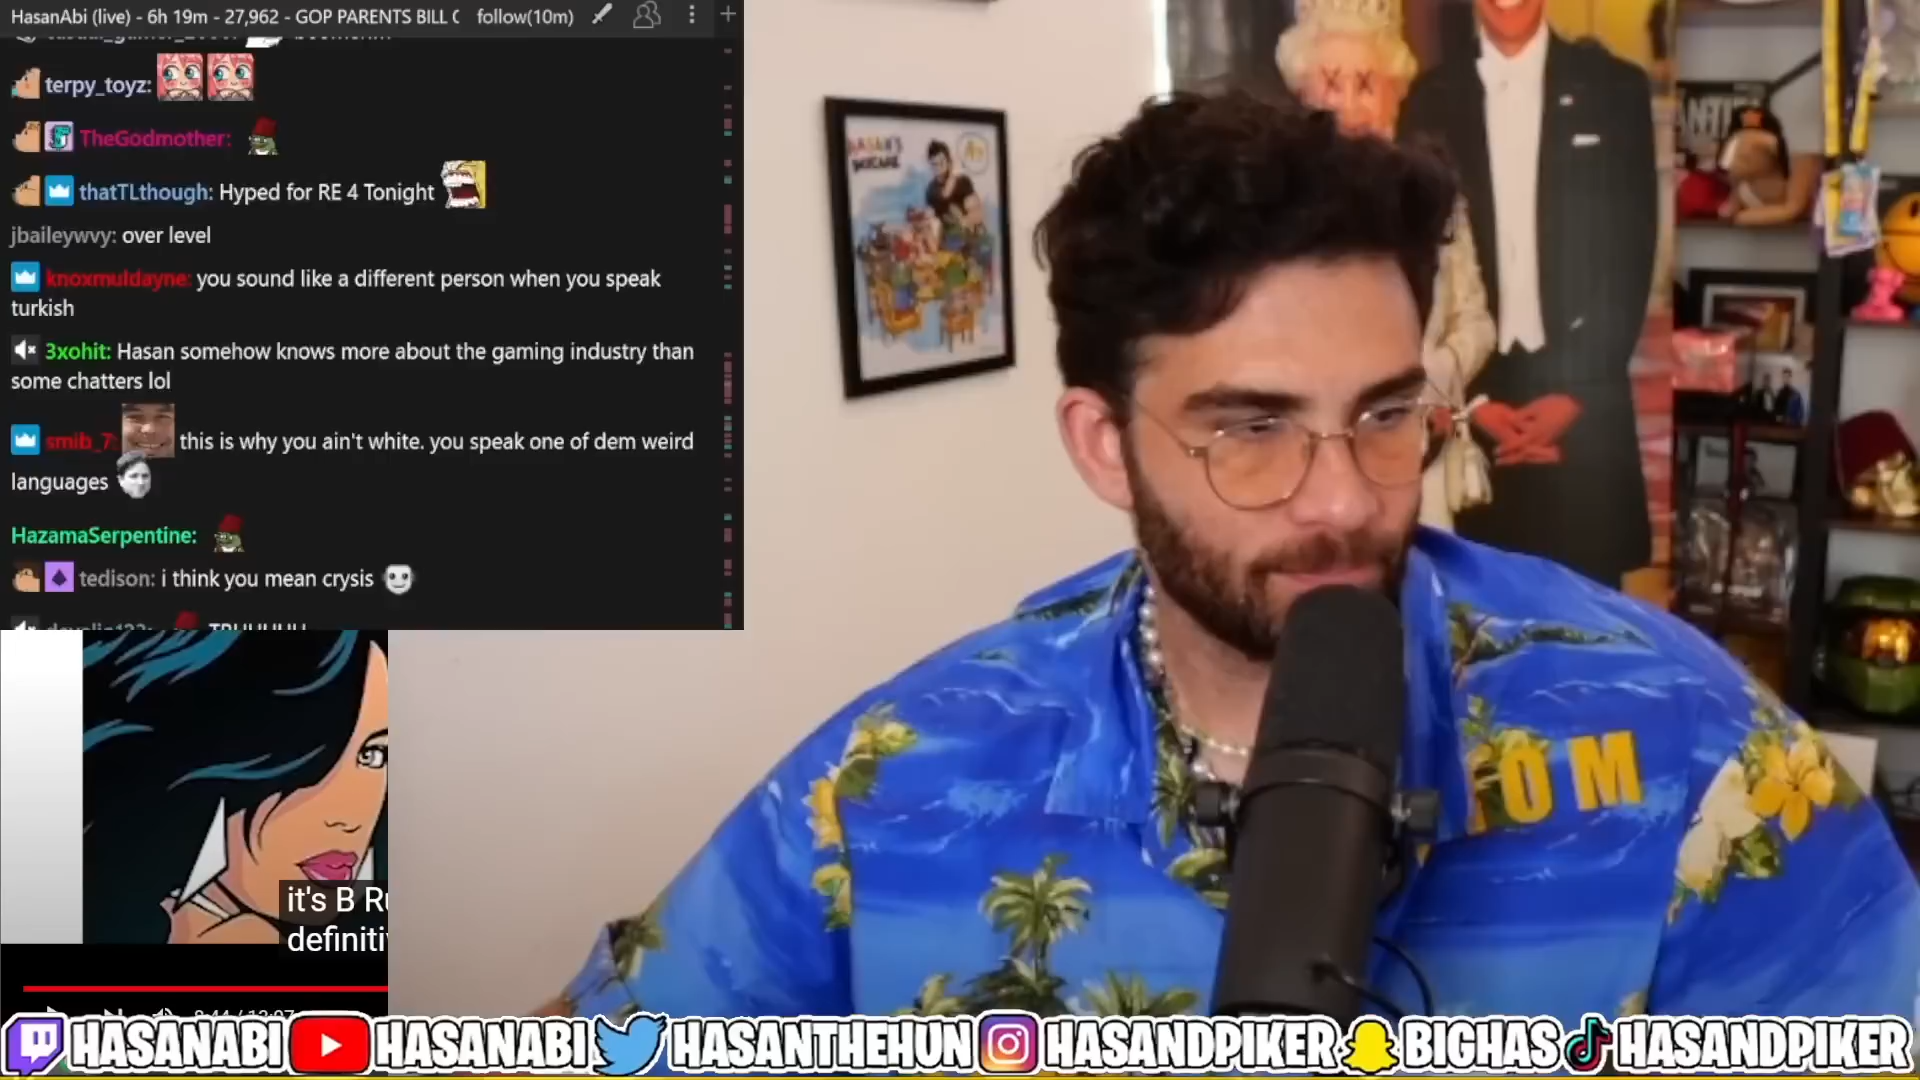 HasanAbi (live) - 6h 19m - 27,962 - GOP PARENTS BILL
follow(10m)
terpy_toyz:
TheGodmother:
thatTLthough: Hyped for RE 4 Tonight
jbaileywvy: over level
knoxmuldayne: you sound like a different person when you speak
turkish
3xohit: Hasan somehow knows more about the gaming industry than
some chatters lol
smib_7: this is why you ain't white. you speak one of dem weird
languages
HazamaSerpentine:
tedison: i think you mean crysis
HASAN'S
A+
OM
it's B
HASANABI HASANABI HASANTHEHUN HASANDPIKER BIGHAS HASANDPIKER